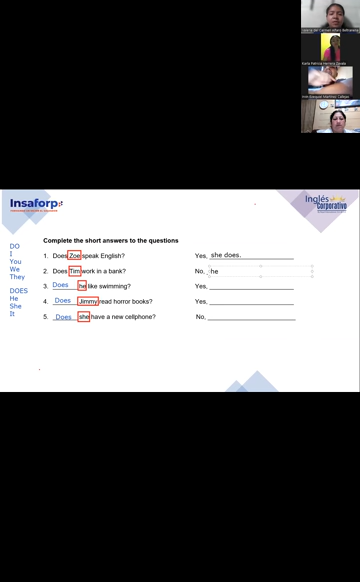 Insaforp
Inglés
Corporativo
DO
I
You
We
They
DOES
He
She
It
Complete the short answers to the questions
1. Does Zoe speak English? Yes, she does.
2. Does Tim work in a bank? No, he
3. Does he like swimming? Yes,
4. Does Jimmy read horror books? Yes,
5. Does she have a new cellphone? No,